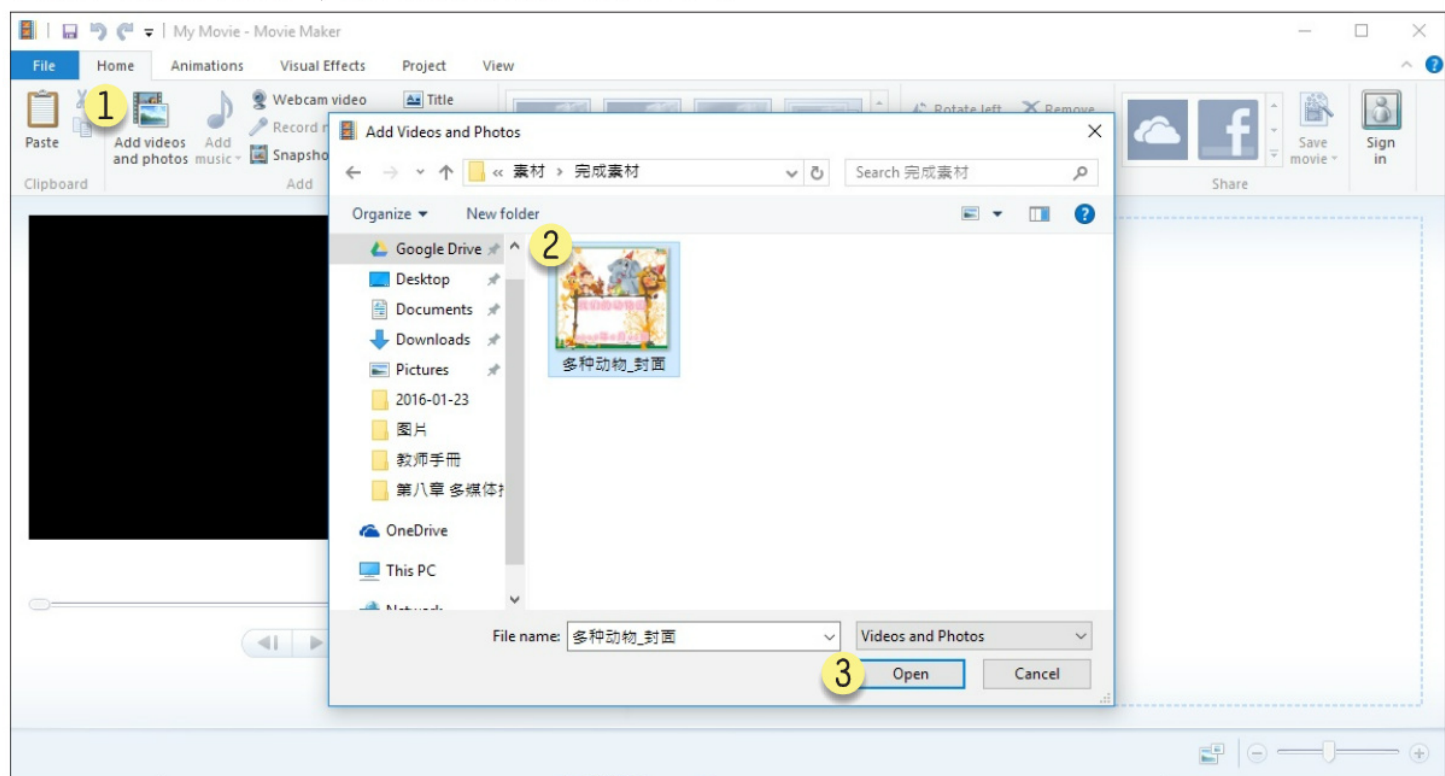 My Movie - Movie Maker
File Home Animations Visual Effects Project View
1
Paste
Clipboard
Add videos and photos
Add music
Webcam video
Snapsho
Add
Title
Rotate left
Remove
Save movie
Share
Sign in
Add Videos and Photos
« 素材 › 完成素材
Search 完成素材
Organize New folder
2
Google Drive
Desktop
Documents
Downloads
Pictures
2016-01-23
图片
教师手冊
第八章 多媒体
OneDrive
This PC
Network
多种动物_封面
File name: 多种动物_封面 Videos and Photos
3
Open Cancel